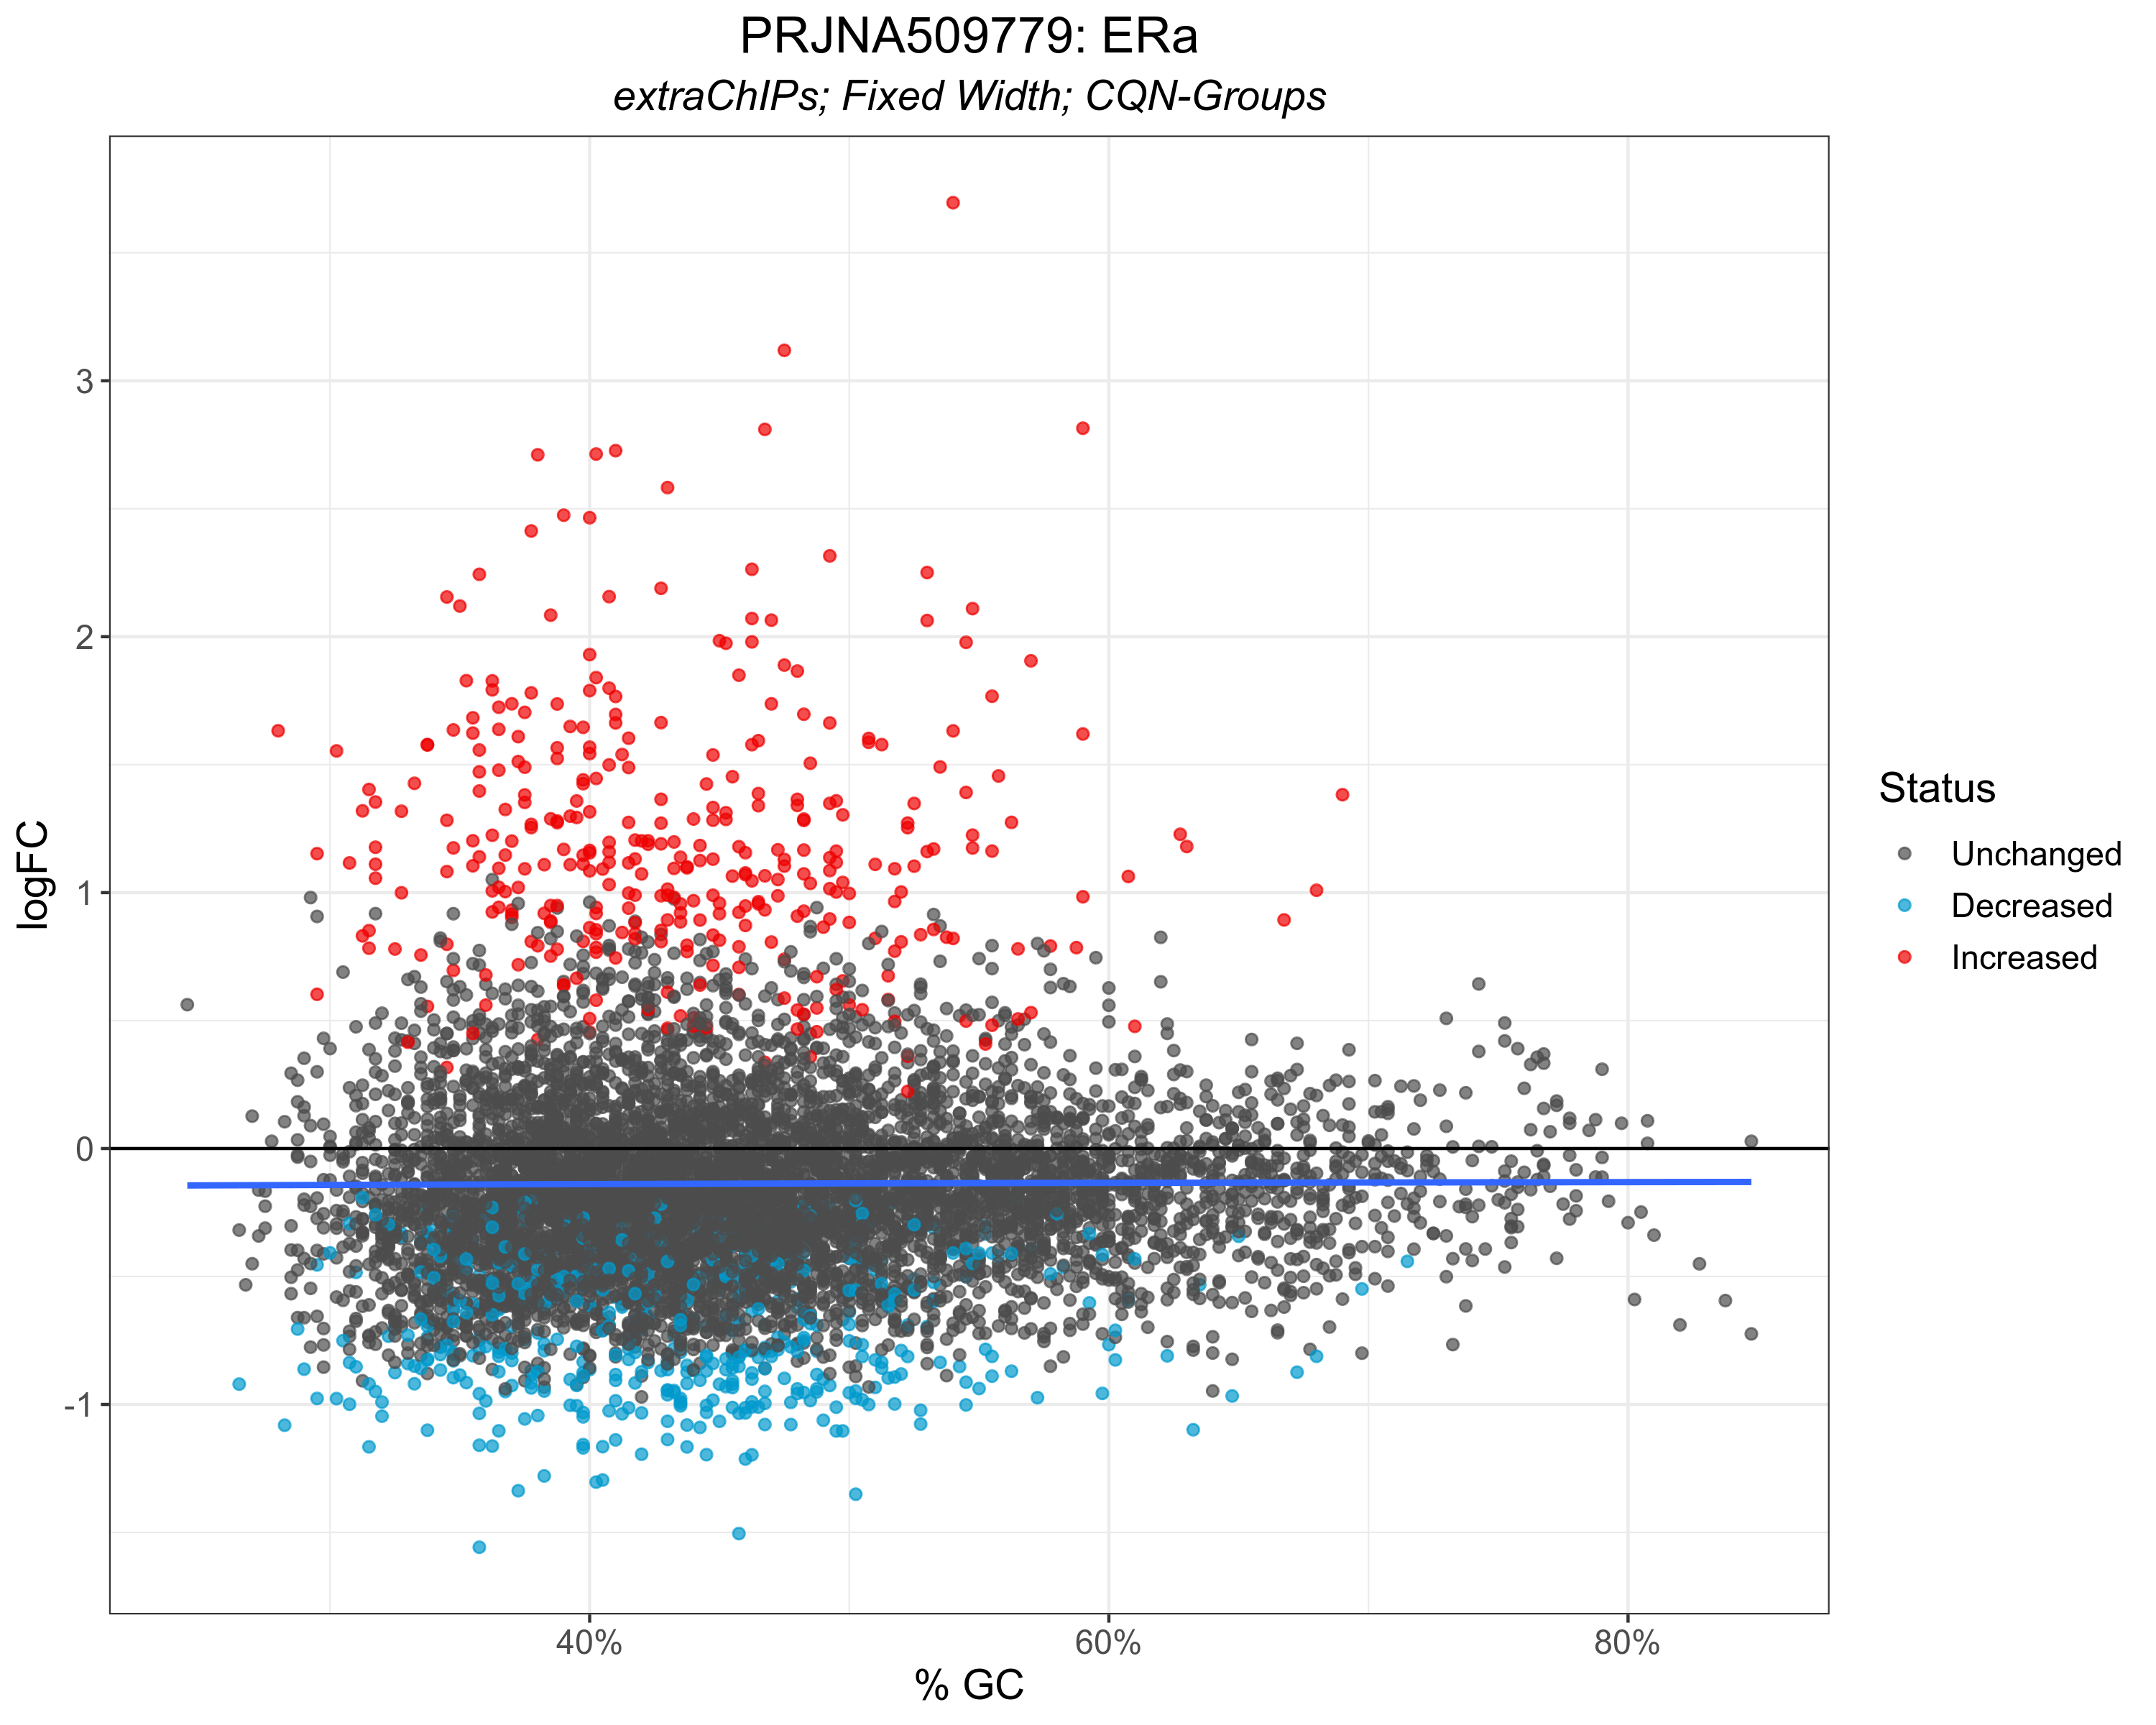 PRJNA509779: ERa
extraChIPs; Fixed Width; CQN-Groups
logFC
3
2
1
0
-1
40%
60%
80%
% GC
Status
Unchanged
Decreased
Increased